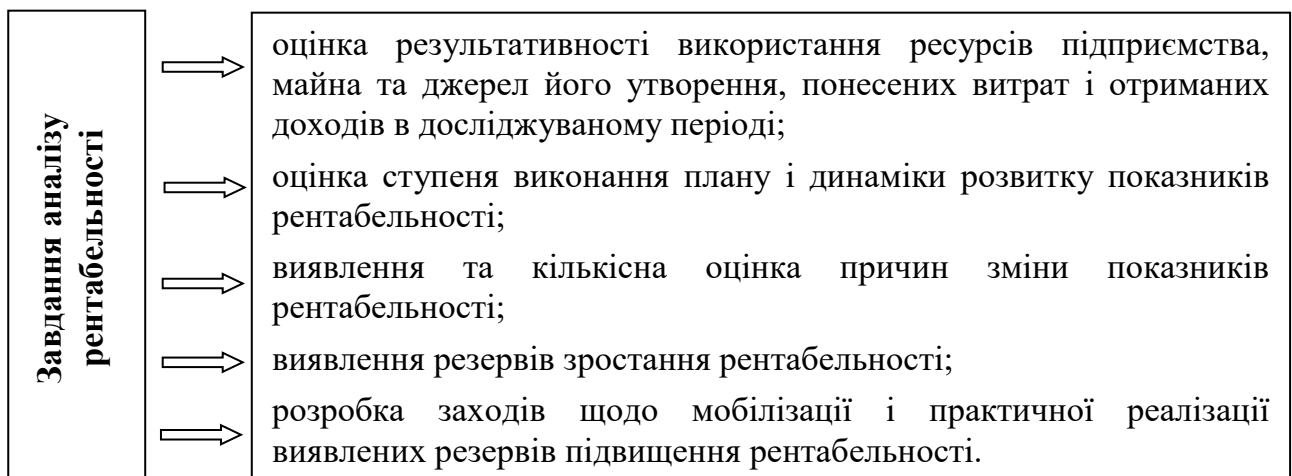 Завдання аналізу
рентабельності
оцінка результативності використання ресурсів підприємства,
майна та джерел його утворення, понесених витрат і отриманих
доходів в досліджуваному періоді;
оцінка ступеня виконання плану і динаміки розвитку показників
рентабельності;
виявлення та кількісна оцінка причин зміни показників
рентабельності;
виявлення резервів зростання рентабельності;
розробка заходів щодо мобілізації і практичної реалізації
виявлених резервів підвищення рентабельності.